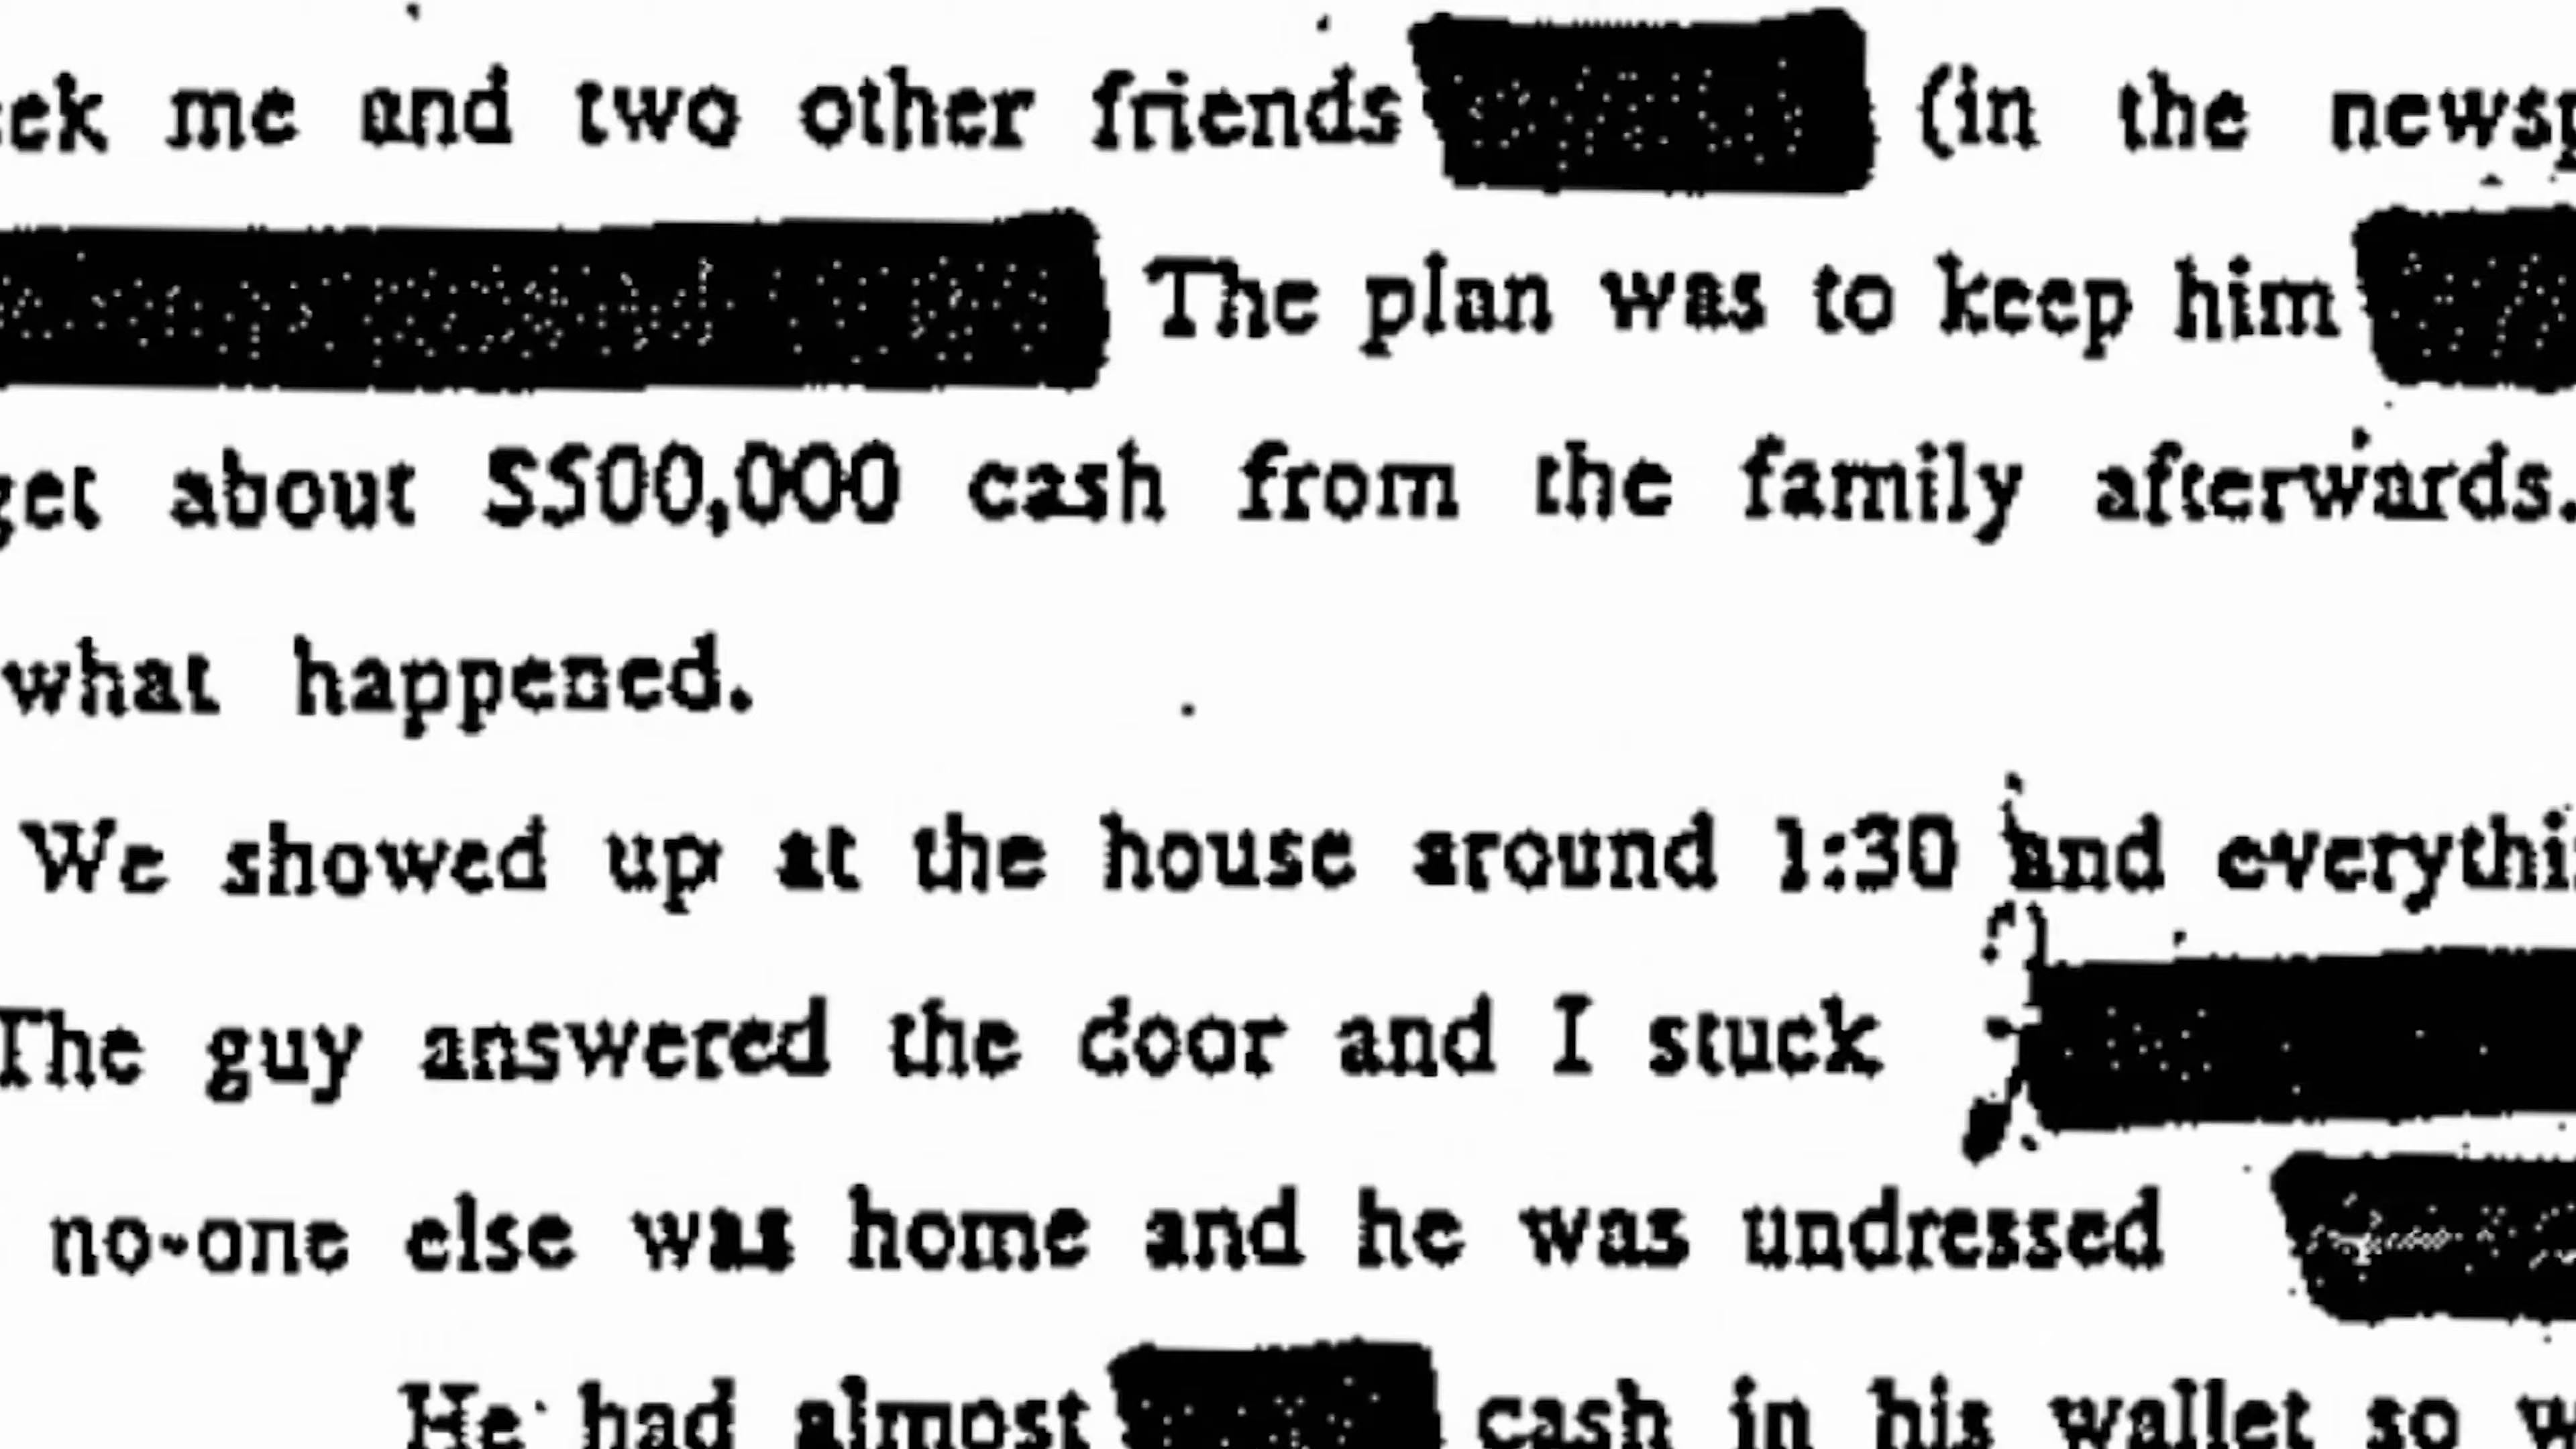 me and two other friends (in the
The plan was to keep him
get about $500,000 cash from the family afterwards.
what happened.
We showed up at the house around 1:30 and
The guy answered the door and I stuck
no-one else was home and he was undressed
He had almost cash in his wallet so